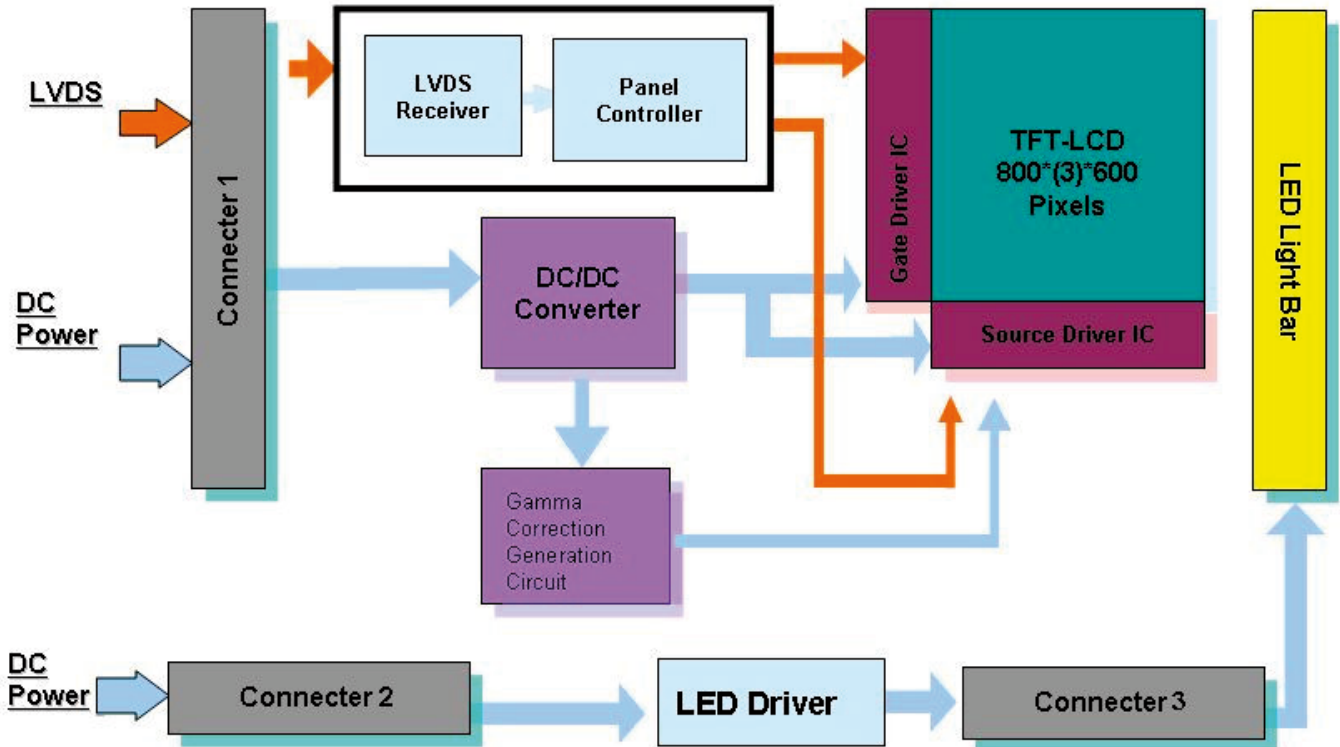 LVDS
DC
Power
Connecter 1
LVDS
Receiver
Panel
Controller
Gate Driver IC
TFT-LCD
800*(3)*600
Pixels
Source Driver IC
LED Light Bar
DC/DC
Converter
Gamma
Correction
Generation
Circuit
DC
Power
Connecter 2
LED Driver
Connecter 3